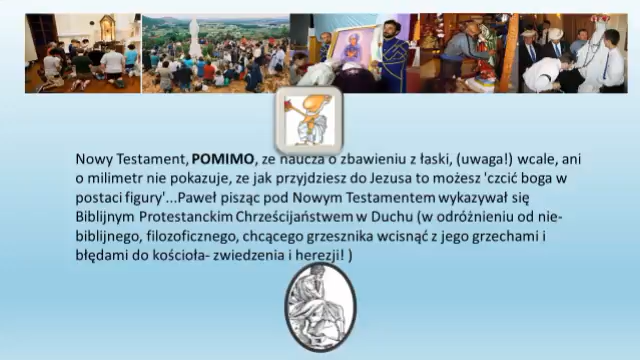 Nowy Testament, POMIMO, ze naucza o zbawieniu z łaski, (uwaga!) wcale, ani
o milimetr nie pokazuje, ze jak przyjdziesz do Jezusa to możesz 'czcić boga w
postaci figury'...Paweł pisząc pod Nowym Testamentem wykazywał się
Biblijnym Protestanckim Chrześcijaństwem w Duchu (w odróżnieniu od nie-
biblijnego, filozoficznego, chcącego grzesznika wcisnąć z jego grzechami i
błędami do kościoła- zwiedzenia i herezji! )